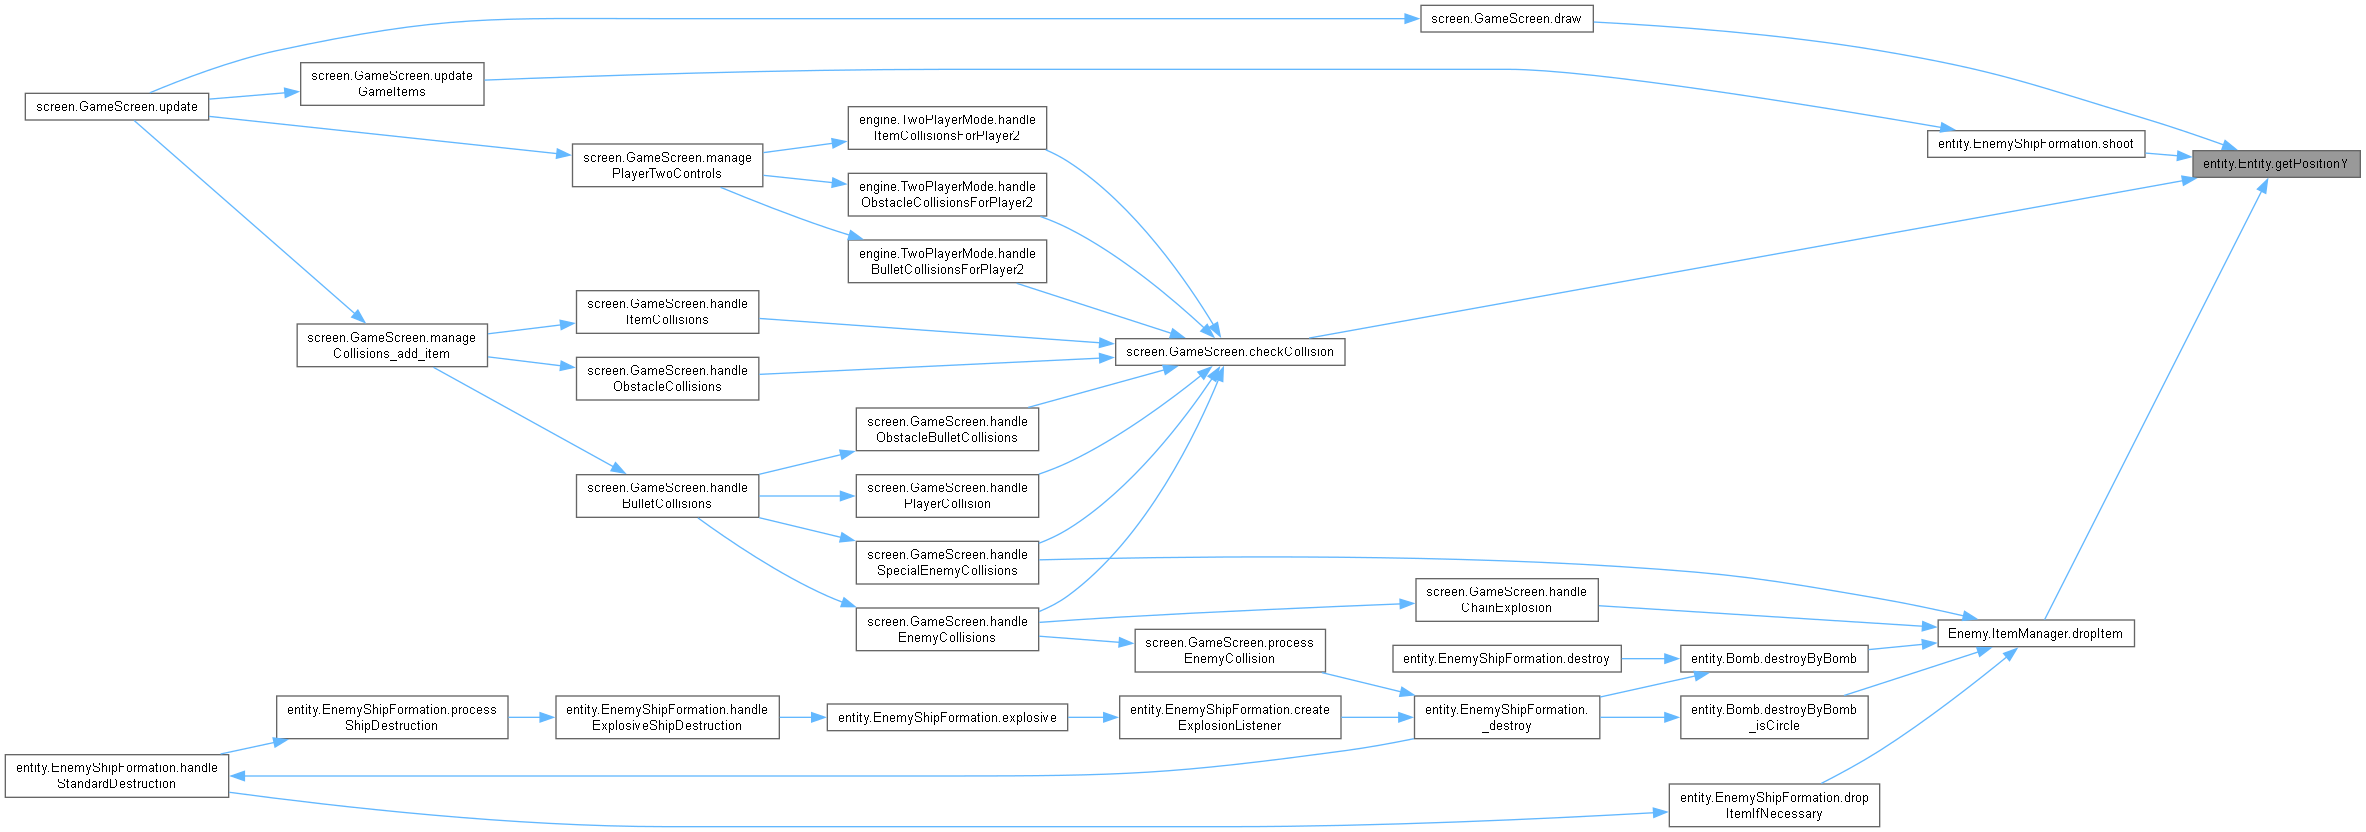 screen.GameScreen.draw
screen.GameScreen.update
GameItems
screen.GameScreen.update
engine.TwoPlayerMode.handle
ItemCollisionsForPlayer2
entity.EnemyShipFormation.shoot
entity.Entity.getPositionY
screen.GameScreen.manage
PlayerTwoControls
engine.TwoPlayerMode.handle
ObstacleCollisionsForPlayer2
engine.TwoPlayerMode.handle
BulletCollisionsForPlayer2
screen.GameScreen.handle
ItemCollisions
screen.GameScreen.manage
Collisions_add_item
screen.GameScreen.checkCollision
screen.GameScreen.handle
ObstacleCollisions
screen.GameScreen.handle
ObstacleBulletCollisions
screen.GameScreen.handle
BulletCollisions
screen.GameScreen.handle
PlayerCollision
screen.GameScreen.handle
SpecialEnemyCollisions
screen.GameScreen.handle
ChainExplosion
screen.GameScreen.handle
EnemyCollisions
Enemy.ItemManager.dropItem
screen.GameScreen.process
EnemyCollision
entity.EnemyShipFormation.destroy
entity.Bomb.destroyByBomb
entity.EnemyShipFormation.process
ShipDestruction
entity.EnemyShipFormation.handle
ExplosiveShipDestruction
entity.EnemyShipFormation.explosive
entity.EnemyShipFormation.create
ExplosionListener
entity.EnemyShipFormation.
_destroy
entity.Bomb.destroyByBomb
_isCircle
entity.EnemyShipFormation.handle
StandardDestruction
entity.EnemyShipFormation.drop
ItemIfNecessary